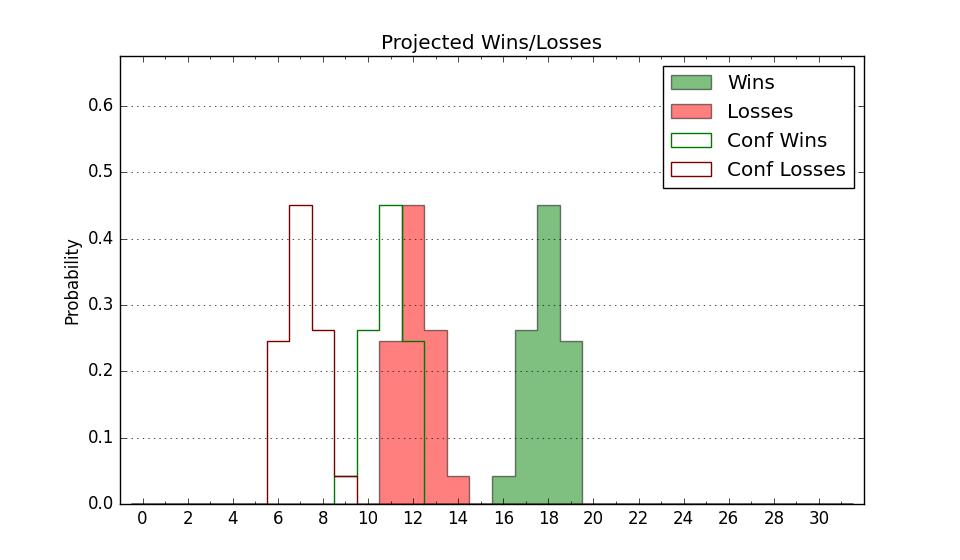 Projected Wins/Losses
Wins
Losses
Conf Wins
Conf Losses
Probability
0.6
0.5
0.4
0.3
0.2
0.1
0.0
0 2 4 6 8 10 12 14 16 18 20 22 24 26 28 30